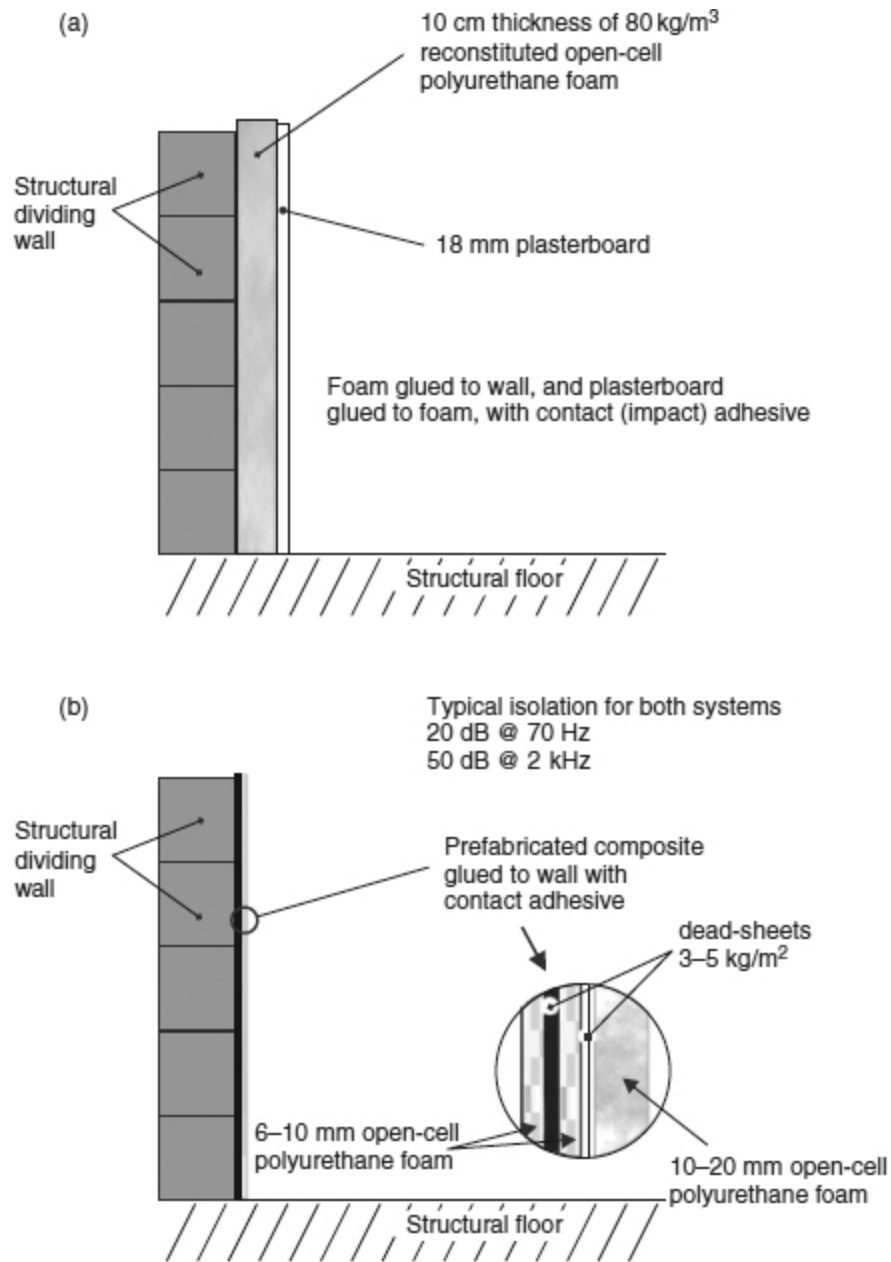 (a)
10 cm thickness of 80 kg/m³
reconstituted open-cell
polyurethane foam
Structural
dividing
wall
18 mm plasterboard
Foam glued to wall, and plasterboard
glued to foam, with contact (impact) adhesive
Structural floor
(b)
Typical isolation for both systems
20 dB @ 70 Hz
50 dB @ 2 kHz
Structural
dividing
wall
Prefabricated composite
glued to wall with
contact adhesive
dead-sheets
3–5 kg/m²
6–10 mm open-cell
polyurethane foam
10–20 mm open-cell
polyurethane foam
Structural floor